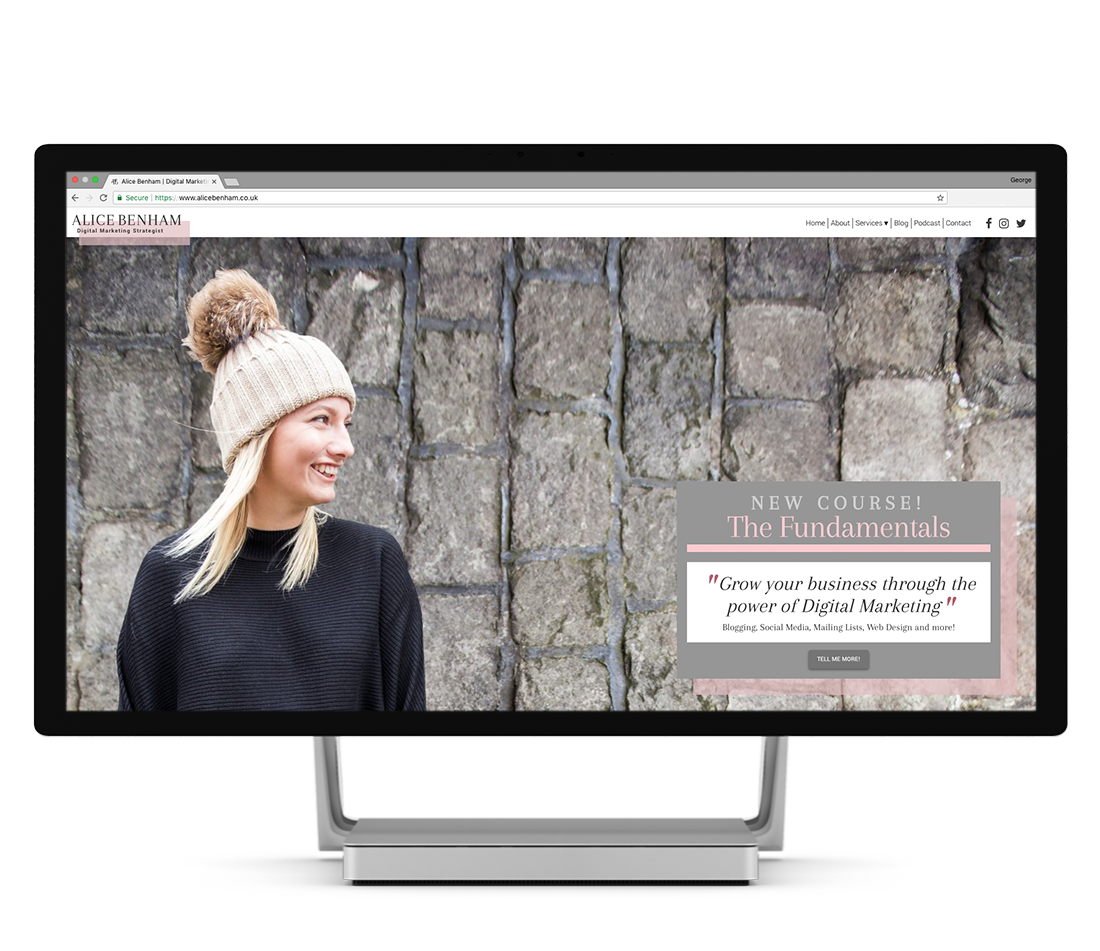 Alice Benham | Digital Market
George
Secure | https://www.alicebenham.co.uk
ALICE BENHAM
Digital Marketing Strategist
Home | About | Services ▾ | Blog | Podcast | Contact
NEW COURSE!
The Fundamentals
"Grow your business through the
power of Digital Marketing"
Blogging, Social Media, Mailing Lists, Web Design and more!
TELL ME MORE!